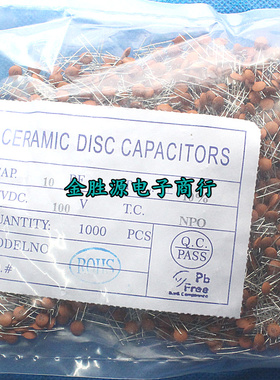 CERAMIC DISC CAPACITORS
CAP. 10
金胜源电子商行
VDC. 100 V T.C. NPO
QUANTITY: 1000 PCS
MODELNO
ROHS
Q.C.
PASS
Pb
Free